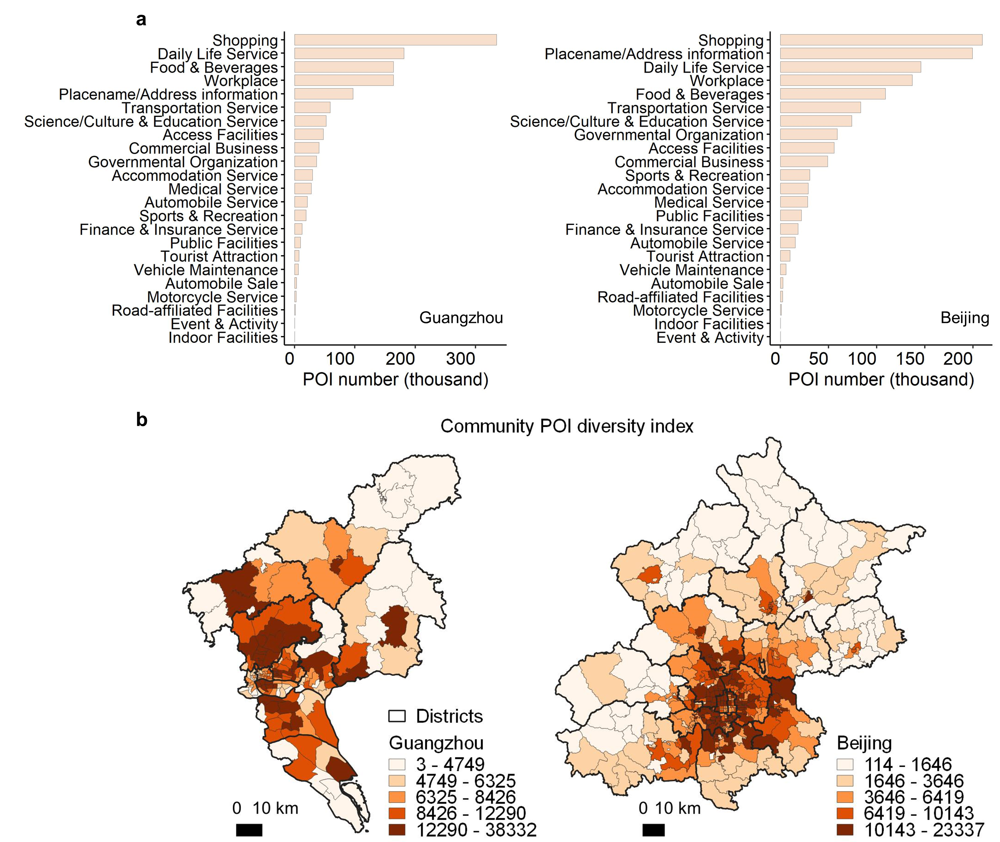 a
Shopping
Daily Life Service
Food & Beverages
Workplace
Placename/Address information
Transportation Service
Science/Culture & Education Service
Access Facilities
Commercial Business
Governmental Organization
Accommodation Service
Medical Service
Automobile Service
Sports & Recreation
Finance & Insurance Service
Public Facilities
Tourist Attraction
Vehicle Maintenance
Automobile Sale
Motorcycle Service
Road-affiliated Facilities
Event & Activity
Indoor Facilities
Guangzhou
0 100 200 300
POI number (thousand)
Shopping
Placename/Address information
Daily Life Service
Workplace
Food & Beverages
Transportation Service
Science/Culture & Education Service
Governmental Organization
Access Facilities
Commercial Business
Sports & Recreation
Accommodation Service
Medical Service
Public Facilities
Finance & Insurance Service
Automobile Service
Tourist Attraction
Vehicle Maintenance
Automobile Sale
Road-affiliated Facilities
Motorcycle Service
Indoor Facilities
Event & Activity
Beijing
0 50 100 150 200
POI number (thousand)
b
Community POI diversity index
Districts
Guangzhou
3 - 4749
4749 - 6325
6325 - 8426
8426 - 12290
12290 - 38332
0 10 km
Beijing
114 - 1646
1646 - 3646
3646 - 6419
6419 - 10143
10143 - 23337
0 10 km